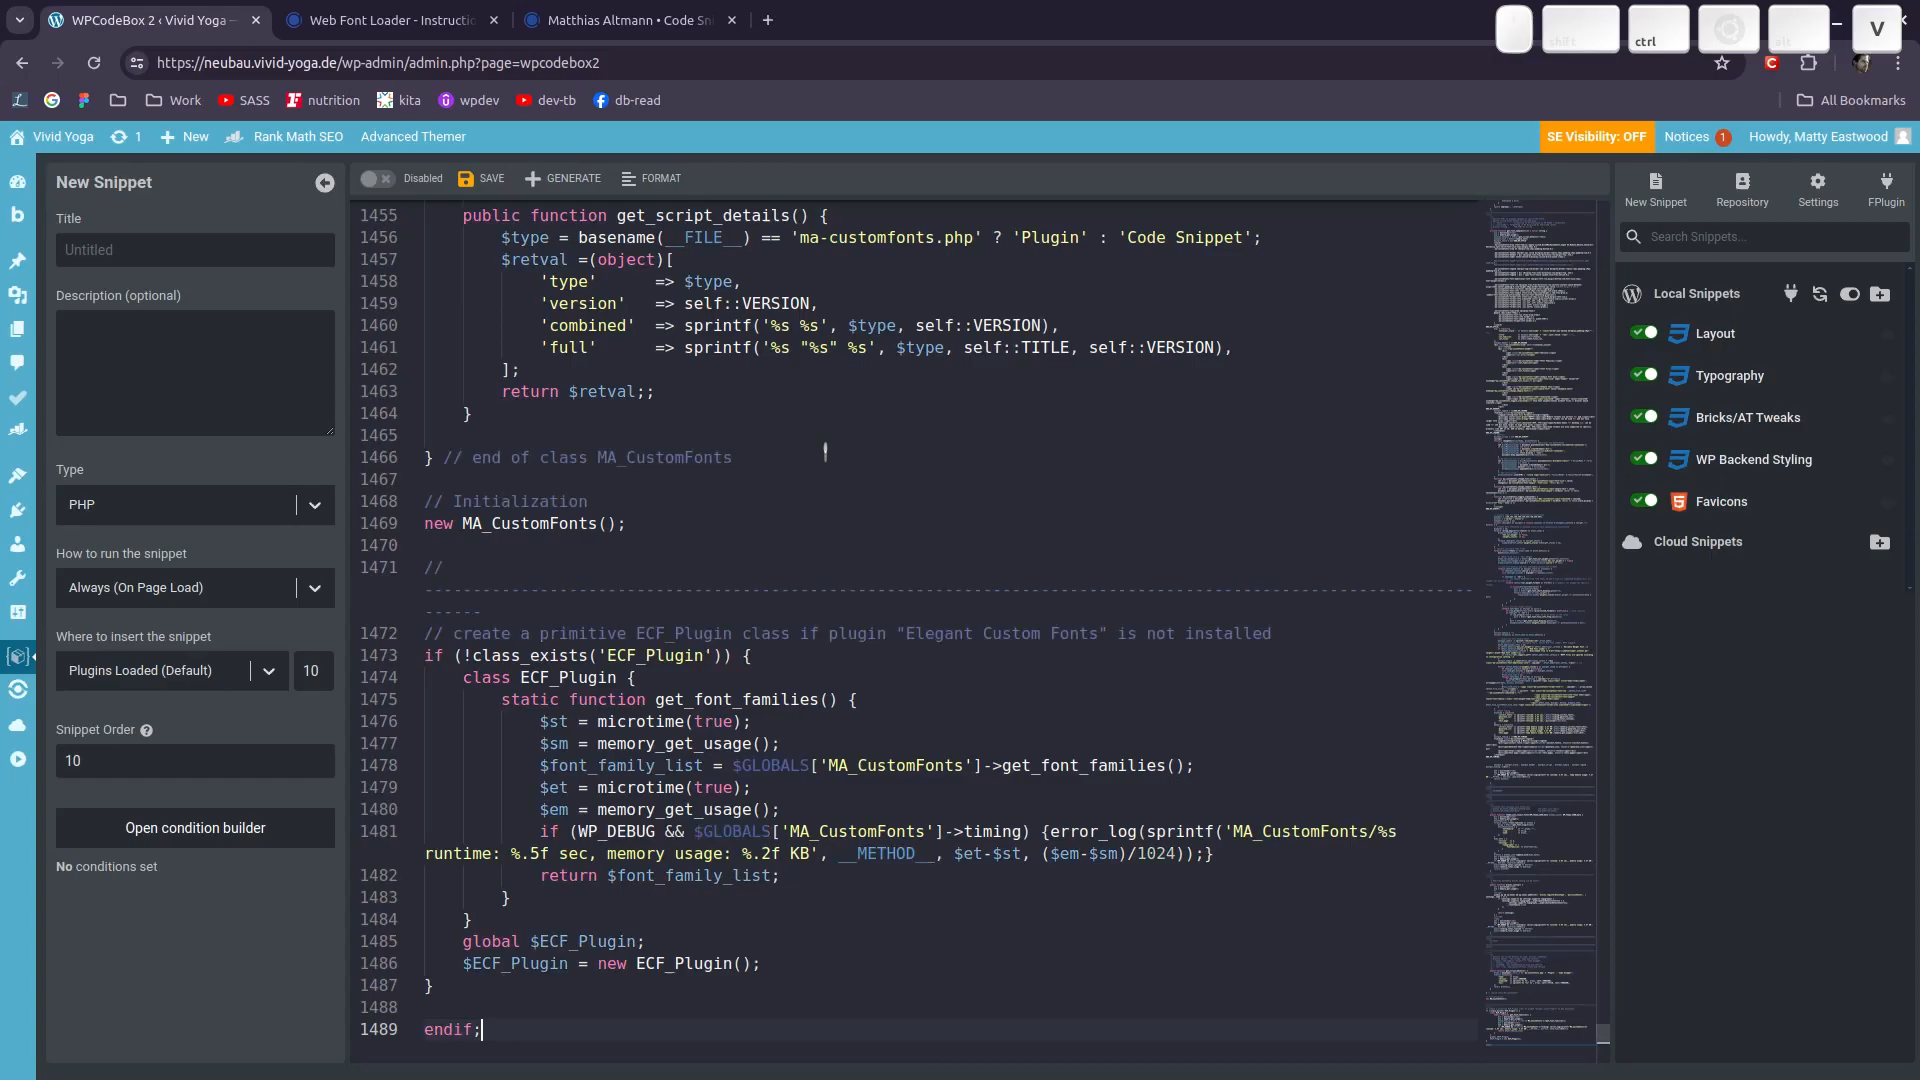 WPCodeBox 2 ‹ Vivid Yoga —
Web Font Loader - Instructio
Matthias Altmann • Code Sn
shift
ctrl
alt
V
https://neubau.vivid-yoga.de/wp-admin/admin.php?page=wpcodebox2
Work
SASS
nutrition
kita
wpdev
dev-tb
db-read
All Bookmarks
Vivid Yoga
1
New
Rank Math SEO
Advanced Themer
SE Visibility: OFF
Notices 1
Howdy, Matty Eastwood
New Snippet
Title
Untitled
Description (optional)
Type
PHP
How to run the snippet
Always (On Page Load)
Where to insert the snippet
Plugins Loaded (Default)
10
Snippet Order
10
Open condition builder
No conditions set
Disabled
SAVE
GENERATE
FORMAT
1455 public function get_script_details() {
1456 $type = basename(__FILE__) == 'ma-customfonts.php' ? 'Plugin' : 'Code Snippet';
1457 $retval =(object)[
1458 'type' => $type,
1459 'version' => self::VERSION,
1460 'combined' => sprintf('%s %s', $type, self::VERSION),
1461 'full' => sprintf('%s "%s" %s', $type, self::TITLE, self::VERSION),
1462 ];
1463 return $retval;;
1464 }
1465
1466 } // end of class MA_CustomFonts
1467
1468 // Initialization
1469 new MA_CustomFonts();
1470
1471 //
-------------------------------------------------------------------------------------------------------------
------
1472 // create a primitive ECF_Plugin class if plugin "Elegant Custom Fonts" is not installed
1473 if (!class_exists('ECF_Plugin')) {
1474 class ECF_Plugin {
1475 static function get_font_families() {
1476 $st = microtime(true);
1477 $sm = memory_get_usage();
1478 $font_family_list = $GLOBALS['MA_CustomFonts']->get_font_families();
1479 $et = microtime(true);
1480 $em = memory_get_usage();
1481 if (WP_DEBUG && $GLOBALS['MA_CustomFonts']->timing) {error_log(sprintf('MA_CustomFonts/%s
runtime: %.5f sec, memory usage: %.2f KB', __METHOD__, $et-$st, ($em-$sm)/1024));}
1482 return $font_family_list;
1483 }
1484 }
1485 global $ECF_Plugin;
1486 $ECF_Plugin = new ECF_Plugin();
1487 }
1488
1489 endif;
New Snippet
Repository
Settings
FPlugin
Search Snippets...
Local Snippets
Layout
Typography
Bricks/AT Tweaks
WP Backend Styling
Favicons
Cloud Snippets